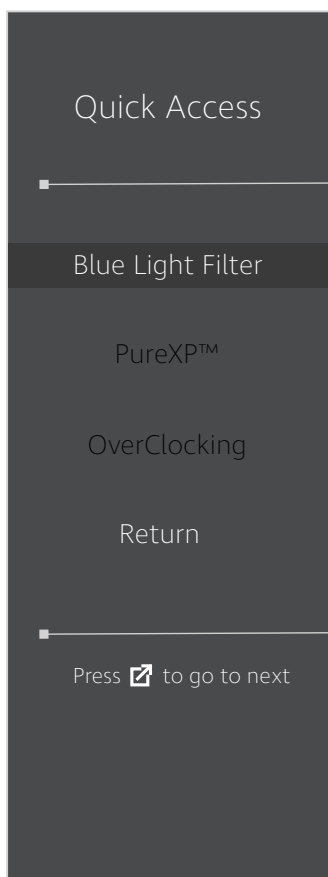 Quick Access
Blue Light Filter
PureXP™
OverClocking
Return
Press to go to next